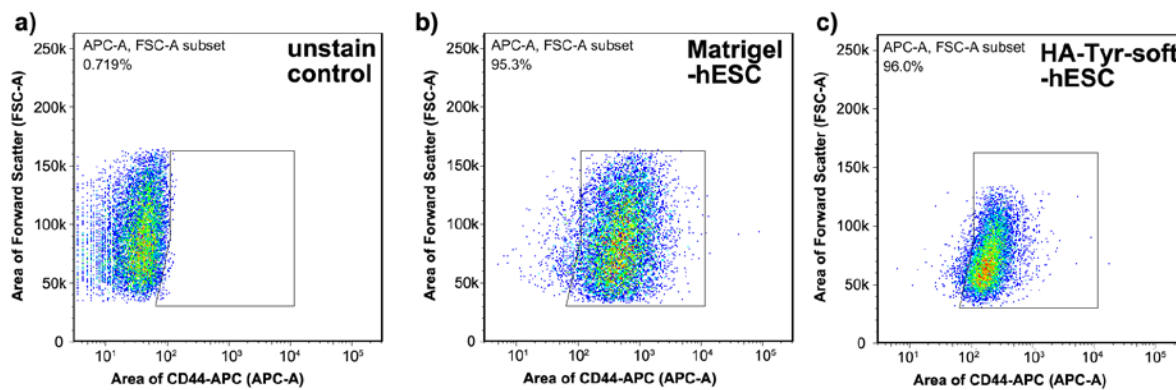 a)
APC-A, FSC-A subset
0.719%
unstain
control
250k
200k
150k
100k
50k
0
Area of Forward Scatter (FSC-A)
10¹
10²
10³
10⁴
10⁵
Area of CD44-APC (APC-A)
b)
APC-A, FSC-A subset
95.3%
Matrigel
-hESC
250k
200k
150k
100k
50k
0
Area of Forward Scatter (FSC-A)
10¹
10²
10³
10⁴
10⁵
Area of CD44-APC (APC-A)
c)
APC-A, FSC-A subset
96.0%
HA-Tyr-soft
-hESC
250k
200k
150k
100k
50k
0
Area of Forward Scatter (FSC-A)
10¹
10²
10³
10⁴
10⁵
Area of CD44-APC (APC-A)